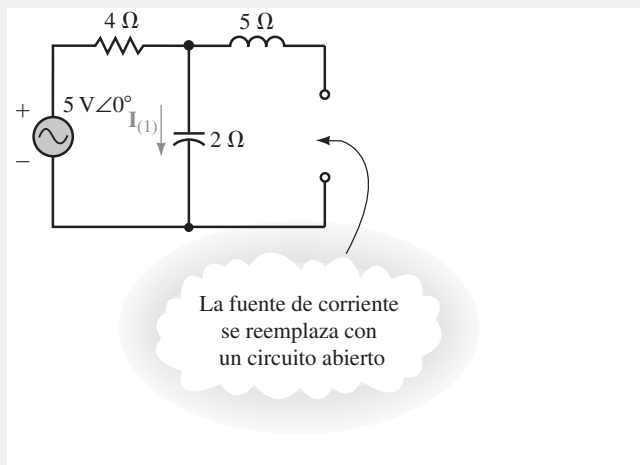 4 Ω
5 Ω
+
5 V∠0°
I(1)
2 Ω
−
La fuente de corriente
se reemplaza con
un circuito abierto